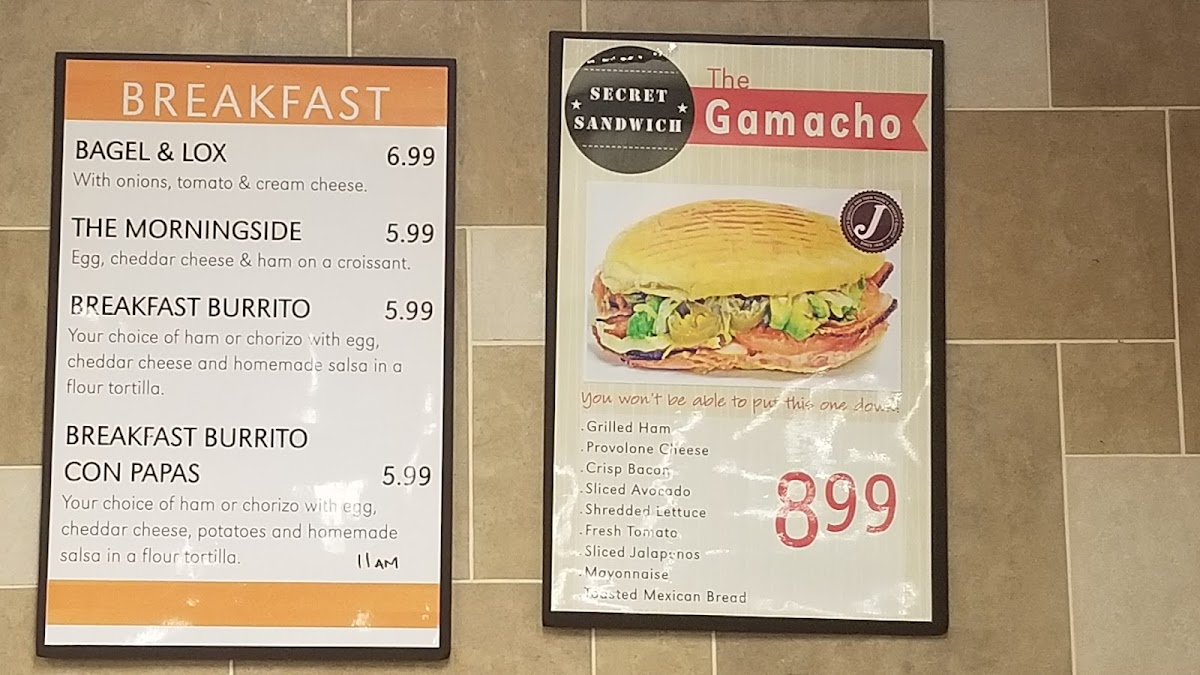 BREAKFAST
BAGEL & LOX 6.99
With onions, tomato & cream cheese.
THE MORNINGSIDE 5.99
Egg, cheddar cheese & ham on a croissant.
BREAKFAST BURRITO 5.99
Your choice of ham or chorizo with egg,
cheddar cheese and homemade salsa in a
flour tortilla.
BREAKFAST BURRITO
CON PAPAS 5.99
Your choice of ham or chorizo with egg,
cheddar cheese, potatoes and homemade
salsa in a flour tortilla.
11 AM
SECRET
SANDWICH
The
Gamacho
J
You won't be able to put this one down!
.Grilled Ham
.Provolone Cheese
.Crisp Bacon
.Sliced Avocado
.Shredded Lettuce
.Fresh Tomato
.Sliced Jalapenos
.Mayonnaise
.Toasted Mexican Bread
899